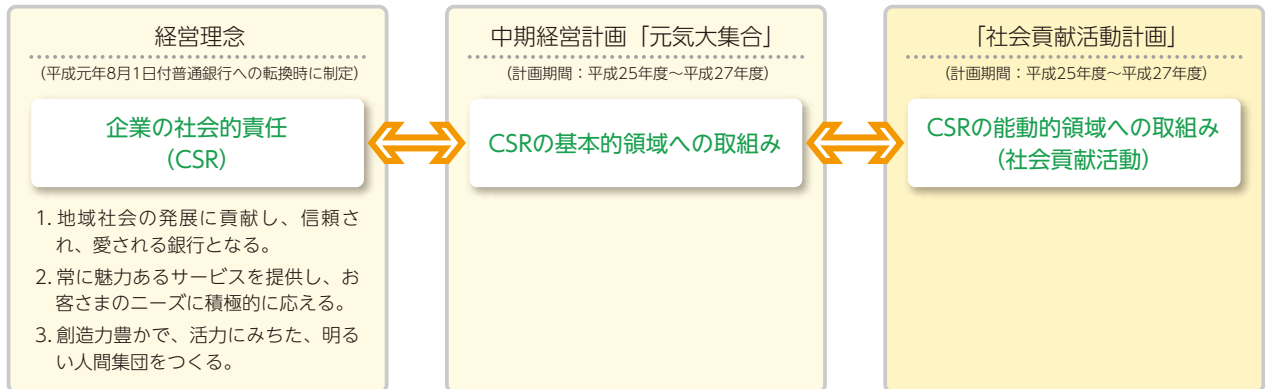 経営理念
(平成元年8月1日付普通銀行への転換時に制定)
企業の社会的責任
(CSR)
1. 地域社会の発展に貢献し、信頼さ
れ、愛される銀行となる。
2. 常に魅力あるサービスを提供し、お
客さまのニーズに積極的に応える。
3. 創造力豊かで、活力にみちた、明る
い人間集団をつくる。
中期経営計画「元気大集合」
(計画期間：平成25年度～平成27年度)
CSRの基本的領域への取組み
「社会貢献活動計画」
(計画期間：平成25年度～平成27年度)
CSRの能動的領域への取組み
(社会貢献活動)